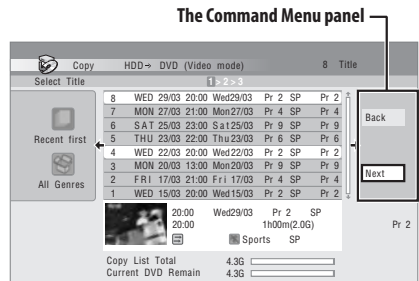 The Command Menu panel
Copy HDD→ DVD (Video mode) 8 Title
Select Title 1 > 2 > 3
8 WED 29/03 20:00 Wed29/03 Pr 2 SP Pr 2
7 MON 27/03 21:00 Mon27/03 Pr 4 SP Pr 4
6 SAT 25/03 23:00 Sat25/03 Pr 9 SP Pr 9
5 THU 23/03 22:00 Thu23/03 Pr 6 SP Pr 6
4 WED 22/03 20:00 Wed22/03 Pr 2 SP Pr 2
3 MON 20/03 13:00 Mon20/03 Pr 9 SP Pr 9
2 FRI 17/03 21:00 Fri 17/03 Pr 4 SP Pr 4
1 WED 15/03 20:00 Wed15/03 Pr 2 SP Pr 2
Recent first
All Genres
Back
Next
20:00 Wed29/03 Pr 2 SP
20:00 1h00m(2.0G) Pr 2
Sports SP
Copy List Total 4.3G
Current DVD Remain 4.3G